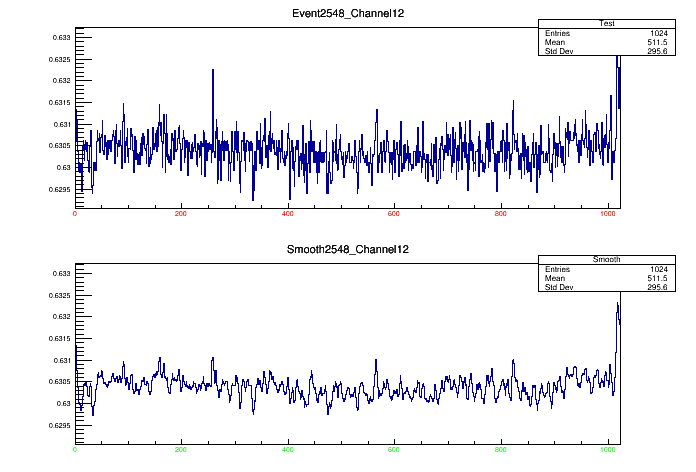 Event2548_Channel12
Test
Entries 1024
Mean 511.5
Std Dev 295.6
0.633
0.6325
0.632
0.6315
0.631
0.6305
0.63
0.6295
0 200 400 600 800 1000
Smooth2548_Channel12
Smooth
Entries 1024
Mean 511.5
Std Dev 295.6
0.633
0.6325
0.632
0.6315
0.631
0.6305
0.63
0.6295
0 200 400 600 800 1000